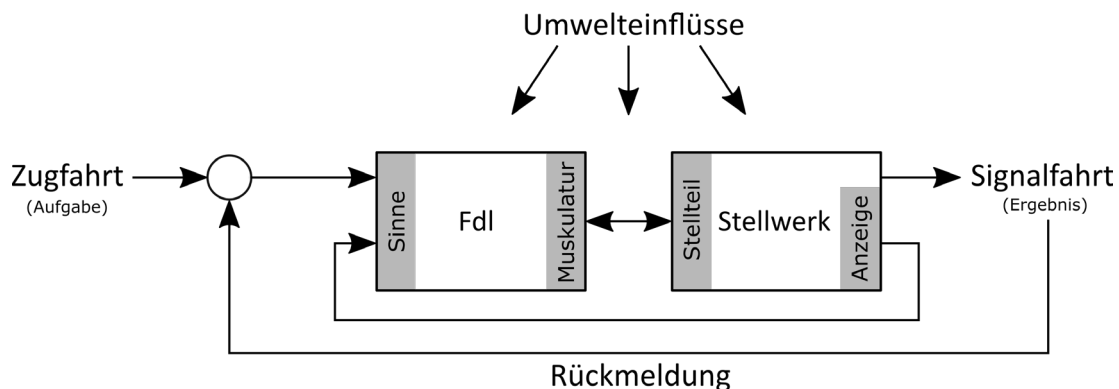 Umwelteinflüsse
Zugfahrt
(Aufgabe)
Sinne
Fdl
Muskulatur
Stellteil
Stellwerk
Anzeige
Signalfahrt
(Ergebnis)
Rückmeldung